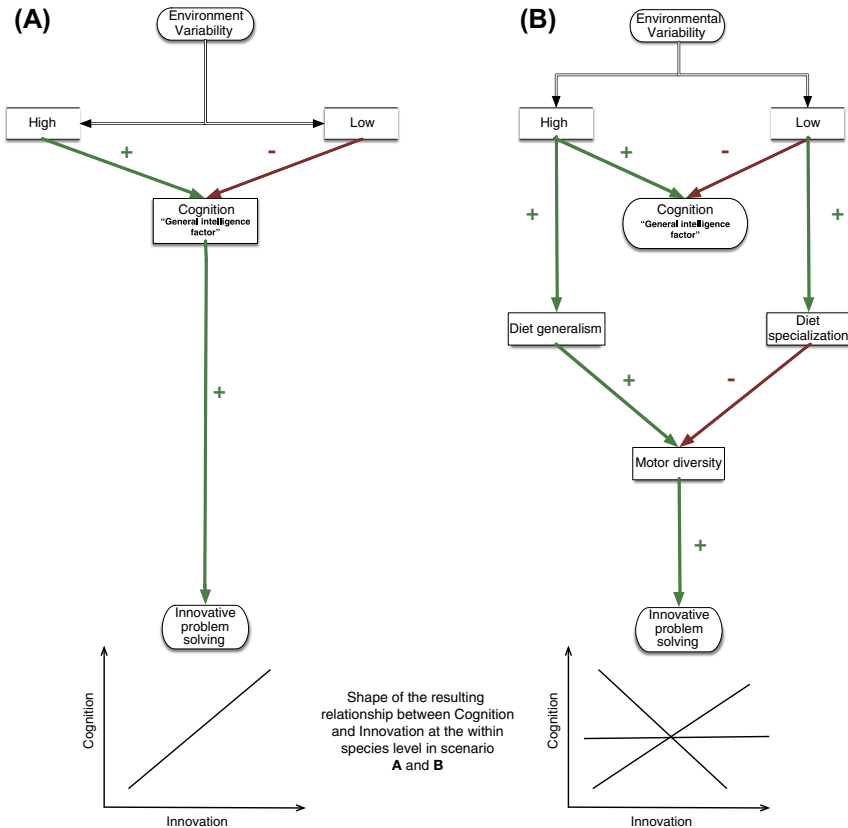 (A)
Environment
Variability
High
Low
+
-
Cognition
“General intelligence
factor”
+
Innovative
problem
solving
Cognition
Innovation
Shape of the resulting
relationship between Cognition
and Innovation at the within
species level in scenario
A and B
(B)
Environmental
Variability
High
Low
+
-
+
+
Cognition
“General intelligence
factor”
Diet generalism
Diet
specialization
+
-
Motor diversity
+
Innovative
problem
solving
Cognition
Innovation